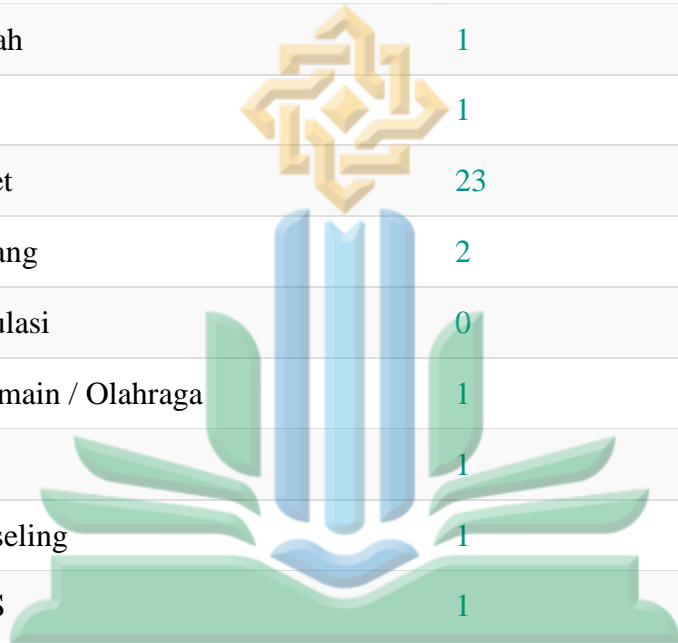 ah 1
1
et 23
ang 2
ulasi 0
main / Olahraga 1
1
seling 1
S 1